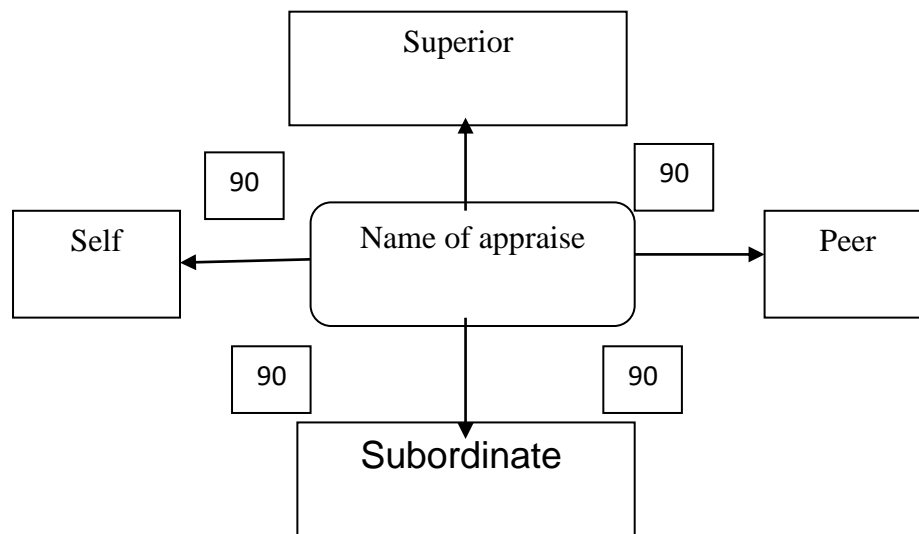 Superior
90
90
Self
Name of appraise
Peer
90
90
Subordinate